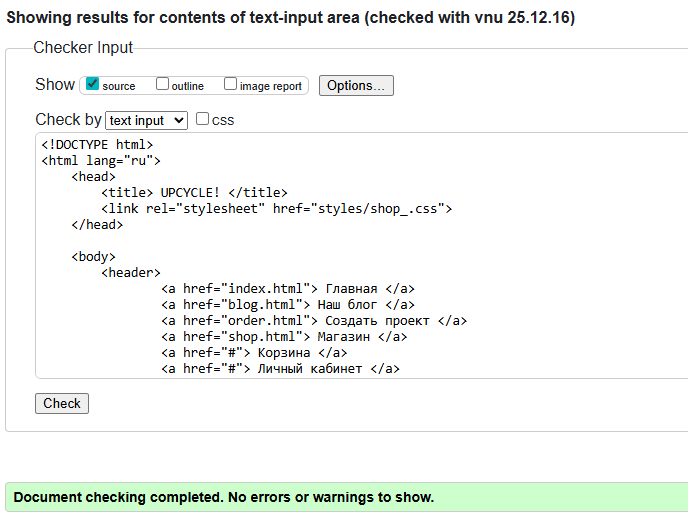 Showing results for contents of text-input area (checked with vnu 25.12.16)
Checker Input
Show source outline image report Options...
Check by text input css
<!DOCTYPE html>
<html lang="ru">
    <head>
        <title> UPCYCLE! </title>
        <link rel="stylesheet" href="styles/shop_.css">
    </head>

    <body>
        <header>
                <a href="index.html"> Главная </a>
                <a href="blog.html"> Наш блог </a>
                <a href="order.html"> Создать проект </a>
                <a href="shop.html"> Магазин </a>
                <a href="#"> Корзина </a>
                <a href="#"> Личный кабинет </a>
Check
Document checking completed. No errors or warnings to show.